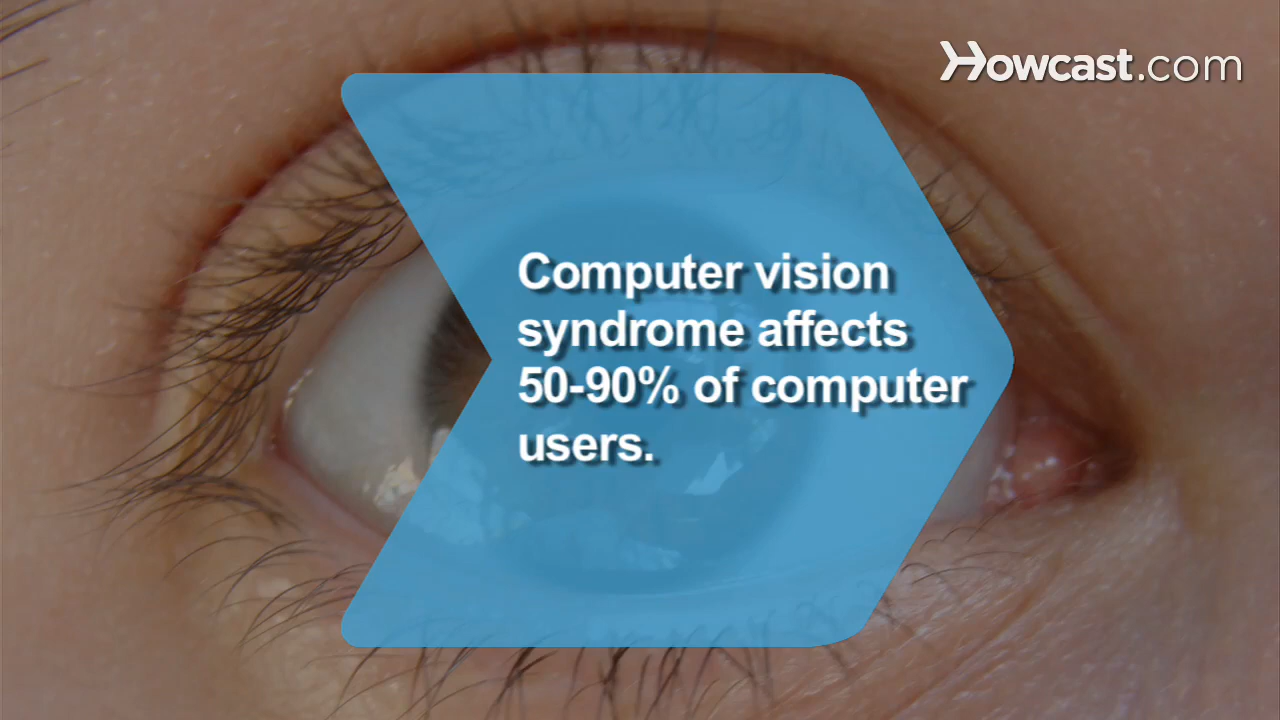 Howcast.com
Computer vision
syndrome affects
50-90% of computer
users.